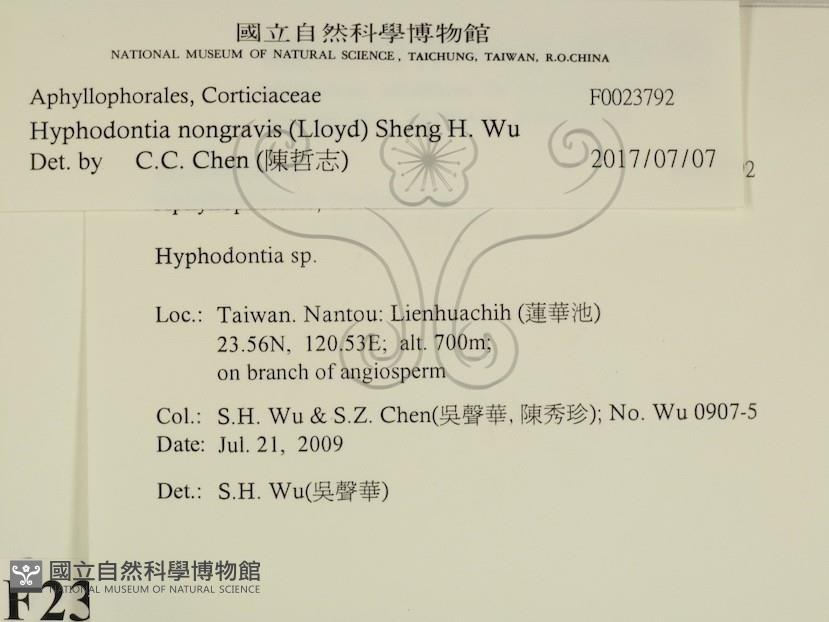 國立自然科學博物館
NATIONAL MUSEUM OF NATURAL SCIENCE, TAICHUNG, TAIWAN, R.O.CHINA
Aphyllophorales, Corticiaceae F0023792
Hyphodontia nongravis (Lloyd) Sheng H. Wu
Det. by C.C. Chen (陳哲志) 2017/07/07
2
Hyphodontia sp.
Loc.: Taiwan. Nantou: Lienhuachih (蓮華池)
23.56N, 120.53E; alt. 700m;
on branch of angiosperm
Col.: S.H. Wu & S.Z. Chen(吳聲華, 陳秀珍); No. Wu 0907-5
Date: Jul. 21, 2009
Det.: S.H. Wu(吳聲華)
國立自然科學博物館
NATIONAL MUSEUM OF NATURAL SCIENCE
F23